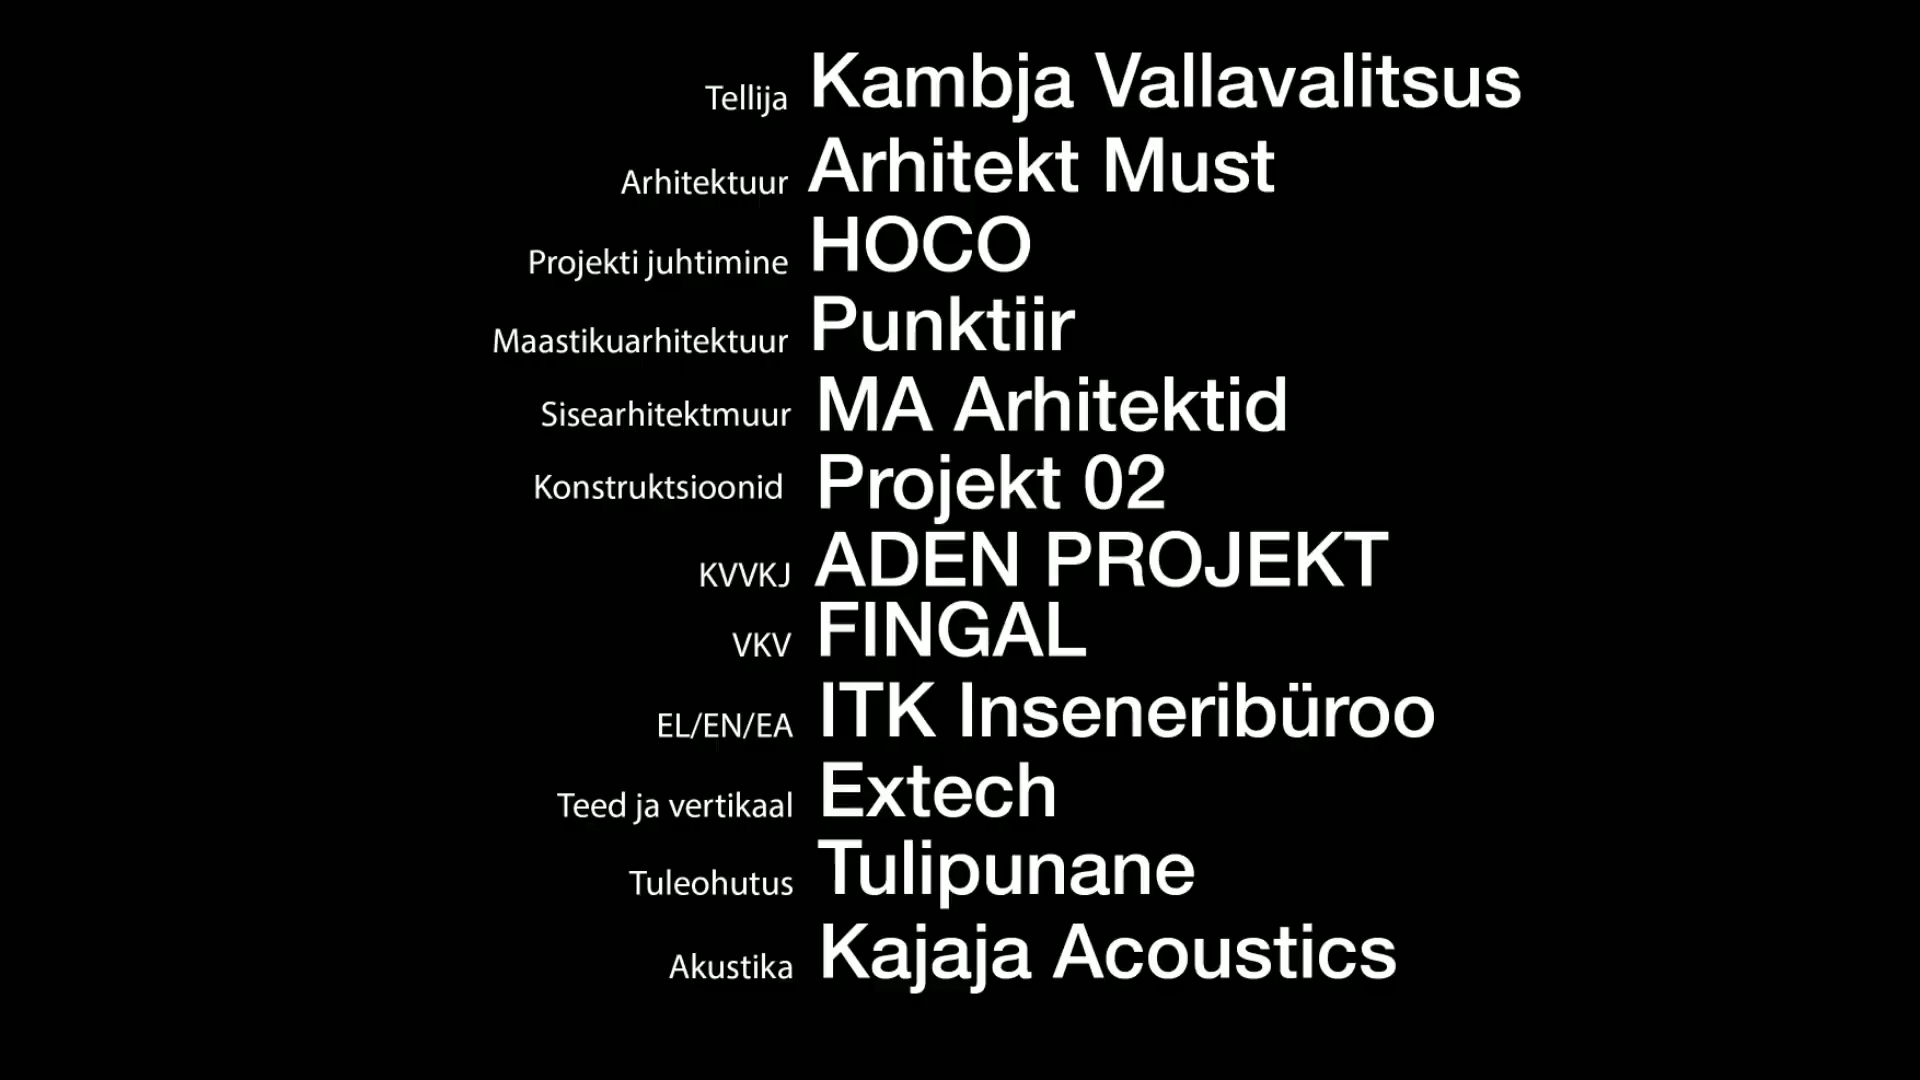 Tellija Kambja Vallavalitsus
Arhitektuur Arhitekt Must
Projekti juhtimine HOCO
Maastikuarhitektuur Punktiir
Sisearhitektmuur MA Arhitektid
Konstruktsioonid Projekt 02
KVVKJ ADEN PROJEKT
VKV FINGAL
EL/EN/EA ITK Inseneribüroo
Teed ja vertikaal Extech
Tuleohutus Tulipunane
Akustika Kajaja Acoustics